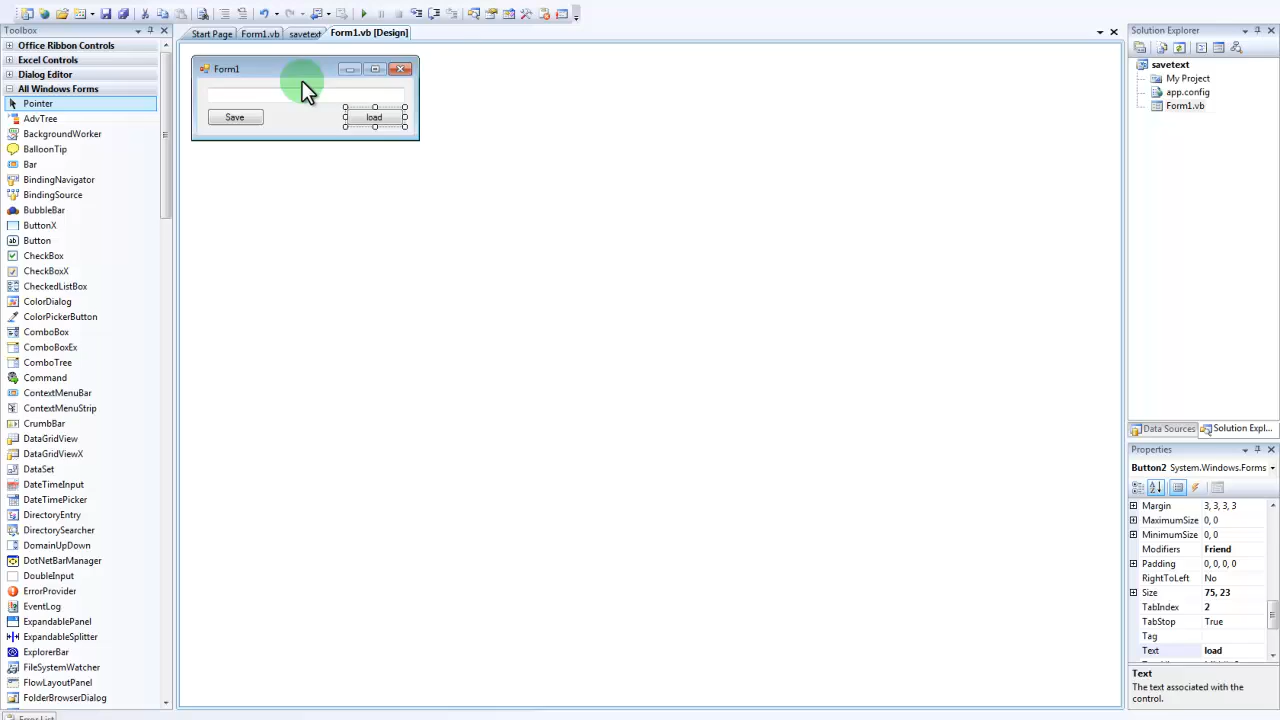 Toolbox
Office Ribbon Controls
Excel Controls
Dialog Editor
All Windows Forms
Pointer
AdvTree
BackgroundWorker
BalloonTip
Bar
BindingNavigator
BindingSource
BubbleBar
ButtonX
Button
CheckBox
CheckBoxX
CheckedListBox
ColorDialog
ColorPickerButton
ComboBox
ComboBoxEx
ComboTree
Command
ContextMenuBar
ContextMenuStrip
CrumbBar
DataGridView
DataGridViewX
DataSet
DateTimeInput
DateTimePicker
DirectoryEntry
DirectorySearcher
DomainUpDown
DotNetBarManager
DoubleInput
ErrorProvider
EventLog
ExpandablePanel
ExpandableSplitter
ExplorerBar
FileSystemWatcher
FlowLayoutPanel
FolderBrowserDialog
Error List
Start Page Form1.vb savetext Form1.vb [Design]
Form1
Save load
Solution Explorer
savetext
My Project
app.config
Form1.vb
Data Sources Solution Expl...
Properties
Button2 System.Windows.Forms
Margin 3, 3, 3, 3
MaximumSize 0, 0
MinimumSize 0, 0
Modifiers Friend
Padding 0, 0, 0, 0
RightToLeft No
Size 75, 23
TabIndex 2
TabStop True
Tag
Text load
Text
The text associated with the
control.